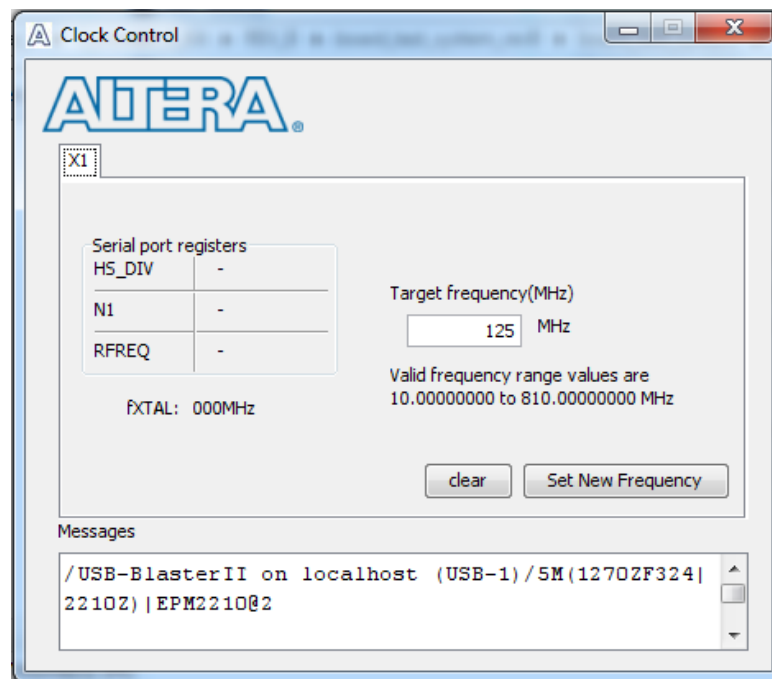 Clock Control
ALTERA®
X1
Serial port registers
HS_DIV -
N1 -
RFREQ -
fXTAL: 000MHz
Target frequency(MHz)
125 MHz
Valid frequency range values are
10.00000000 to 810.00000000 MHz
clear Set New Frequency
Messages
/USB-BlasterII on localhost (USB-1)/5M(1270ZF324|
2210Z)|EPM2210@2